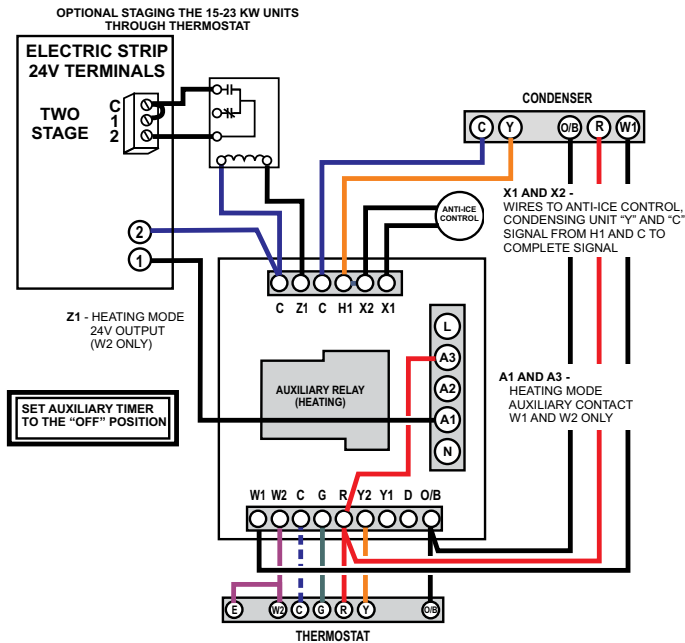 OPTIONAL STAGING THE 15-23 KW UNITS
THROUGH THERMOSTAT
ELECTRIC STRIP
24V TERMINALS
TWO
STAGE
C
1
2
2
1
CONDENSER
C Y O/B R W1
ANTI-ICE
CONTROL
X1 AND X2 -
WIRES TO ANTI-ICE CONTROL,
CONDENSING UNIT “Y” AND “C”
SIGNAL FROM H1 AND C TO
COMPLETE SIGNAL
C Z1 C H1 X2 X1
Z1 - HEATING MODE
24V OUTPUT
(W2 ONLY)
L
A3
A2
A1
N
AUXILIARY RELAY
(HEATING)
A1 AND A3 -
HEATING MODE
AUXILIARY CONTACT
W1 AND W2 ONLY
SET AUXILIARY TIMER
TO THE “OFF” POSITION
W1 W2 C G R Y2 Y1 D O/B
E W2 C G R Y O/B
THERMOSTAT